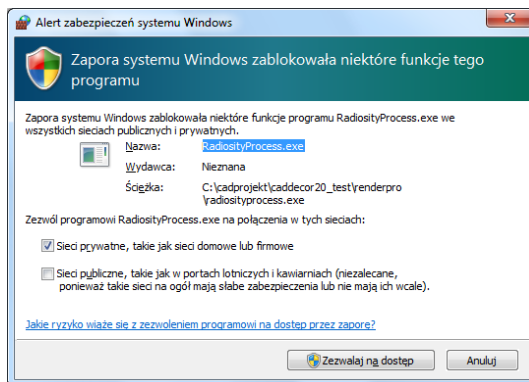 Alert zabezpieczeń systemu Windows
Zapora systemu Windows zablokowała niektóre funkcje tego
programu
Zapora systemu Windows zablokowała niektóre funkcje programu RadiosityProcess.exe we
wszystkich sieciach publicznych i prywatnych.
Nazwa: RadiosityProcess.exe
Wydawca: Nieznana
Ścieżka: C:\cadprojekt\caddecor20_test\renderpro
\radiosityprocess.exe
Zezwól programowi RadiosityProcess.exe na połączenia w tych sieciach:
Sieci prywatne, takie jak sieci domowe lub firmowe
Sieci publiczne, takie jak w portach lotniczych i kawiarniach (niezalecane,
ponieważ takie sieci na ogół mają słabe zabezpieczenia lub nie mają ich wcale).
Jakie ryzyko wiąże się z zezwoleniem programowi na dostęp przez zaporę?
Zezwalaj na dostęp Anuluj